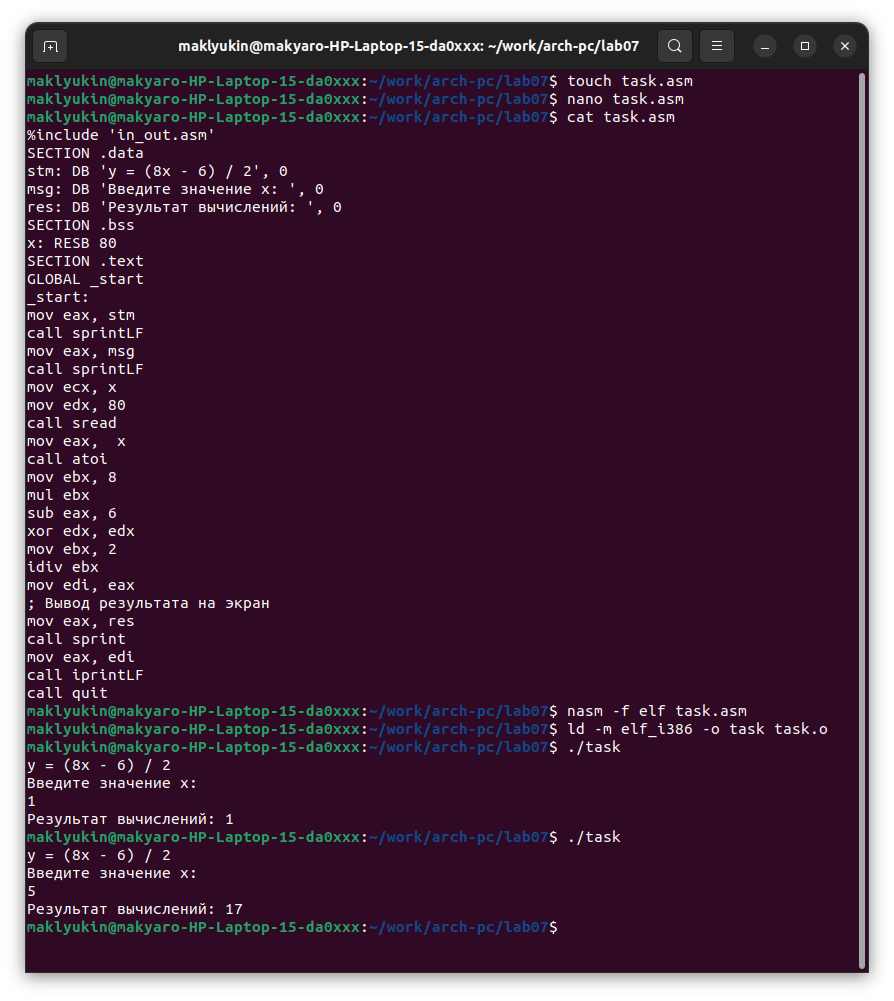 maklyukin@makyaro-HP-Laptop-15-da0xxx: ~/work/arch-pc/lab07
maklyukin@makyaro-HP-Laptop-15-da0xxx:~/work/arch-pc/lab07$ touch task.asm
maklyukin@makyaro-HP-Laptop-15-da0xxx:~/work/arch-pc/lab07$ nano task.asm
maklyukin@makyaro-HP-Laptop-15-da0xxx:~/work/arch-pc/lab07$ cat task.asm
%include 'in_out.asm'
SECTION .data
stm: DB 'y = (8x - 6) / 2', 0
msg: DB 'Введите значение x: ', 0
res: DB 'Результат вычислений: ', 0
SECTION .bss
x: RESB 80
SECTION .text
GLOBAL _start
_start:
mov eax, stm
call sprintLF
mov eax, msg
call sprintLF
mov ecx, x
mov edx, 80
call sread
mov eax,  x
call atoi
mov ebx, 8
mul ebx
sub eax, 6
xor edx, edx
mov ebx, 2
idiv ebx
mov edi, eax
; Вывод результата на экран
mov eax, res
call sprint
mov eax, edi
call iprintLF
call quit
maklyukin@makyaro-HP-Laptop-15-da0xxx:~/work/arch-pc/lab07$ nasm -f elf task.asm
maklyukin@makyaro-HP-Laptop-15-da0xxx:~/work/arch-pc/lab07$ ld -m elf_i386 -o task task.o
maklyukin@makyaro-HP-Laptop-15-da0xxx:~/work/arch-pc/lab07$ ./task
y = (8x - 6) / 2
Введите значение x:
1
Результат вычислений: 1
maklyukin@makyaro-HP-Laptop-15-da0xxx:~/work/arch-pc/lab07$ ./task
y = (8x - 6) / 2
Введите значение x:
5
Результат вычислений: 17
maklyukin@makyaro-HP-Laptop-15-da0xxx:~/work/arch-pc/lab07$